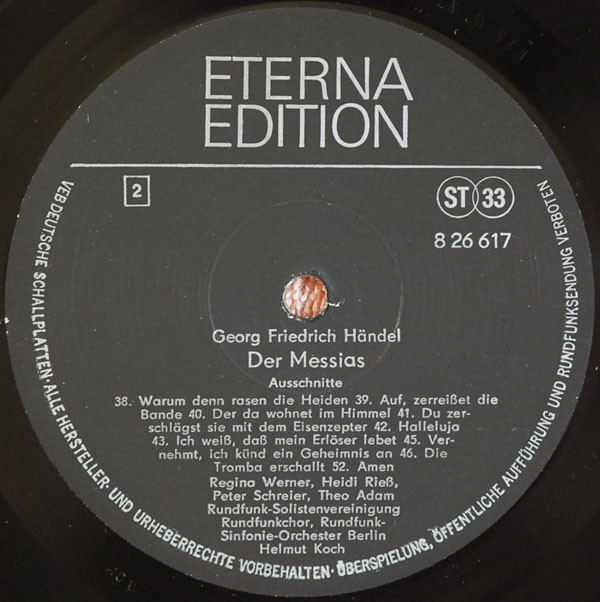 ETERNA
EDITION
2
ST 33
8 26 617
Georg Friedrich Händel
Der Messias
Ausschnitte
38. Warum denn rasen die Heiden 39. Auf, zerreißet die
Bande 40. Der da wohnet im Himmel 41. Du zer-
schlägst sie mit dem Eisenzepter 42. Halleluja
43. Ich weiß, daß mein Erlöser lebet 45. Ver-
nehmt, ich künd ein Geheimnis an 46. Die
Tromba erschallt 52. Amen
Regina Werner, Heidi Rieß,
Peter Schreier, Theo Adam
Rundfunk-Solistenvereinigung
Rundfunkchor, Rundfunk-
Sinfonie-Orchester Berlin
Helmut Koch
VEB DEUTSCHE SCHALLPLATTEN · ALLE HERSTELLER- UND URHEBERRECHTE VORBEHALTEN · ÜBERSPIELUNG, ÖFFENTLICHE AUFFÜHRUNG UND RUNDFUNKSENDUNG VERBOTEN